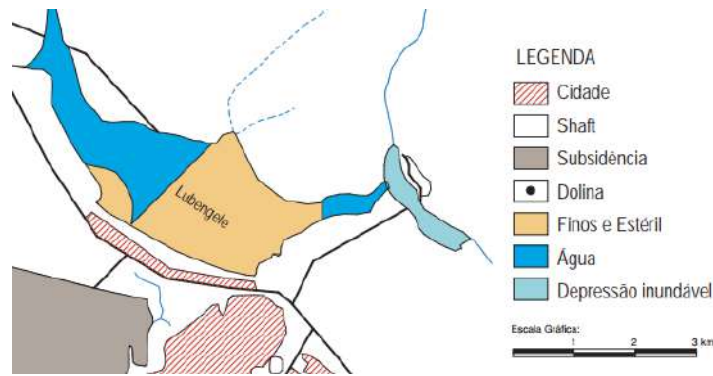 Lubengele
LEGENDA
Cidade
Shaft
Subsidência
Dolina
Finos e Estéril
Água
Depressão inundável
Escala Gráfica:
1 2 3 km